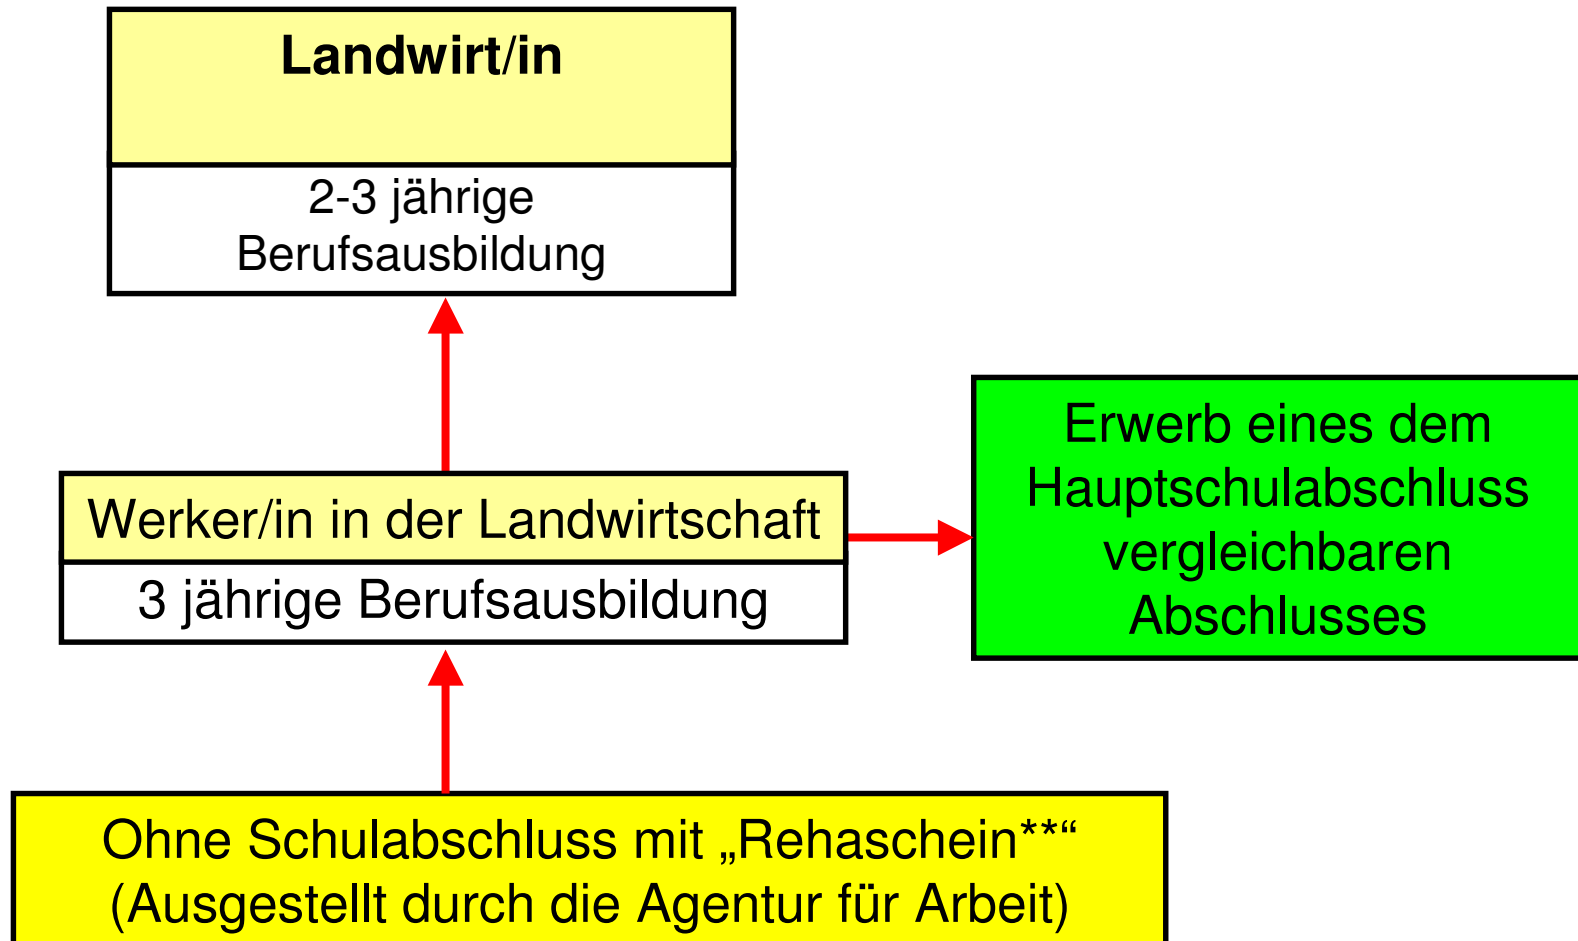 Landwirt/in
2-3 jährige
Berufsausbildung
Werker/in in der Landwirtschaft
3 jährige Berufsausbildung
Erwerb eines dem
Hauptschulabschluss
vergleichbaren
Abschlusses
Ohne Schulabschluss mit „Rehaschein**“
(Ausgestellt durch die Agentur für Arbeit)